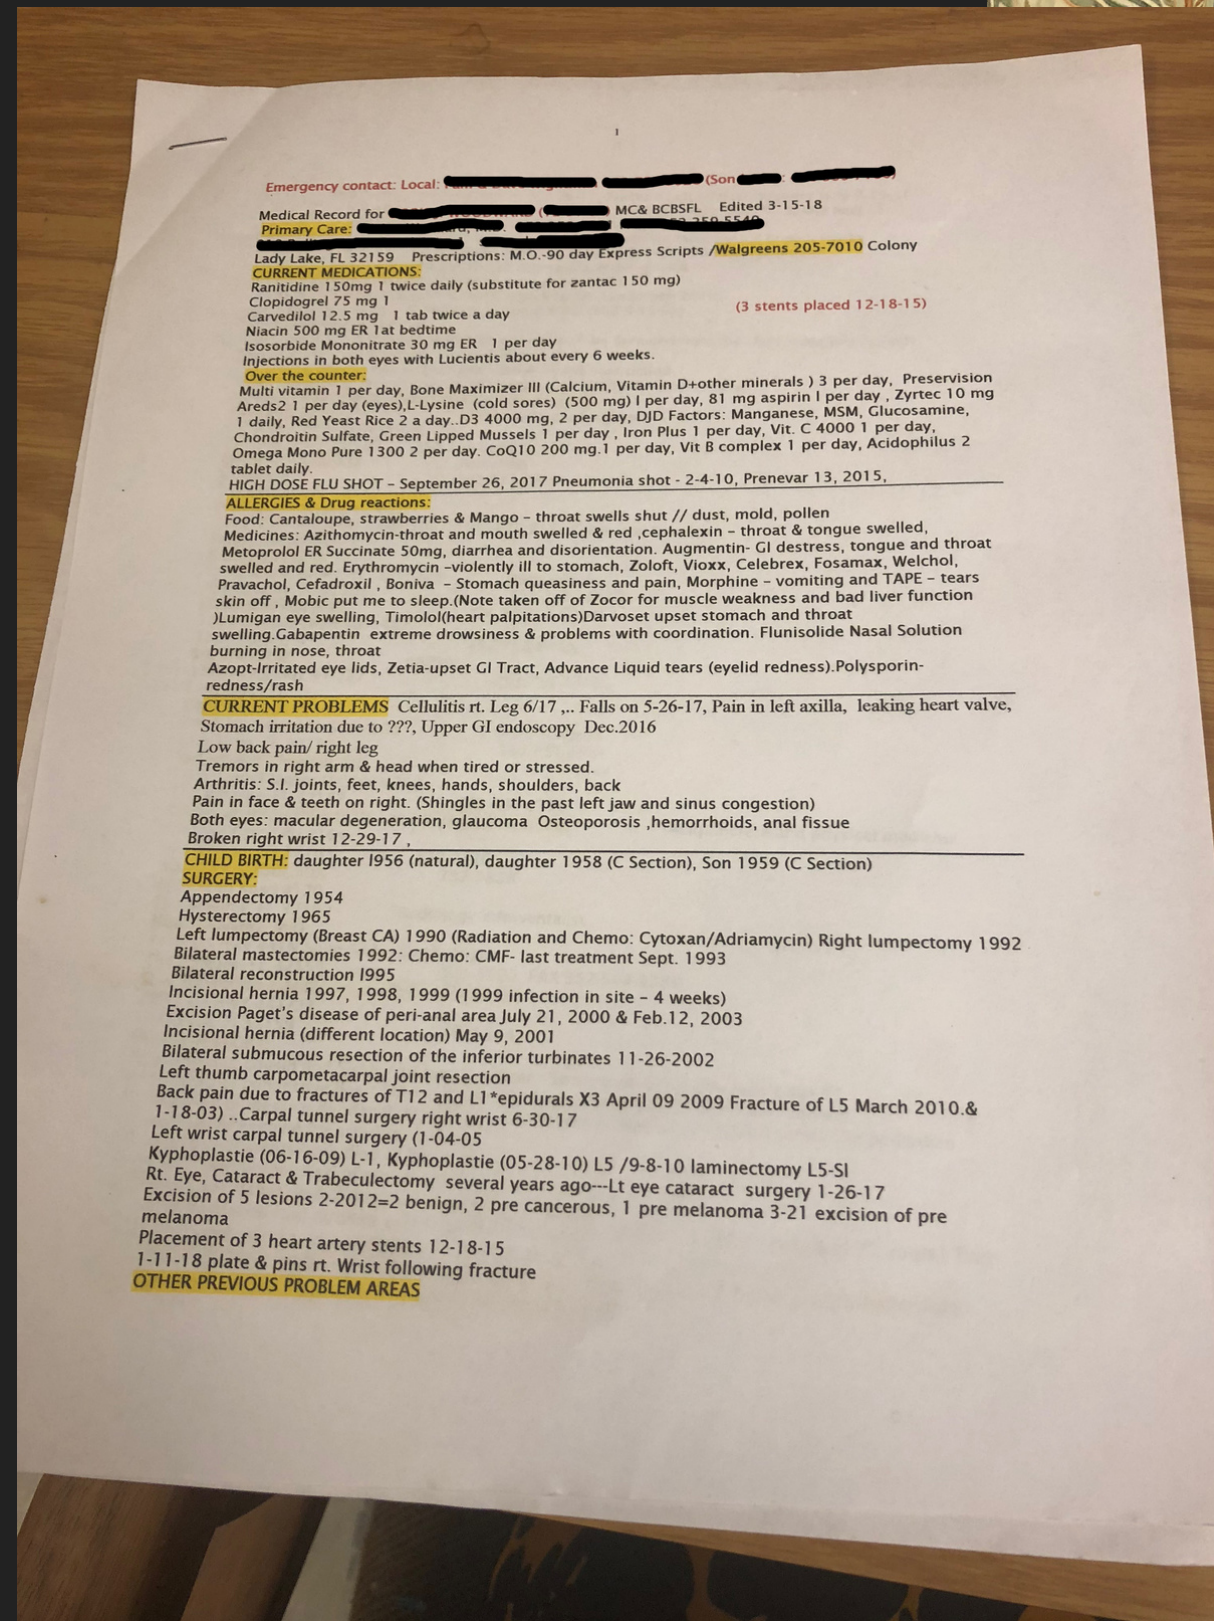 1
Emergency contact: Local: (Son :
Medical Record for ( MC& BCBSFL Edited 3-15-18
Primary Care:
Lady Lake, FL 32159 Prescriptions: M.O.-90 day Express Scripts /Walgreens 205-7010 Colony
CURRENT MEDICATIONS:
Ranitidine 150mg 1 twice daily (substitute for zantac 150 mg)
Clopidogrel 75 mg 1 (3 stents placed 12-18-15)
Carvedilol 12.5 mg 1 tab twice a day
Niacin 500 mg ER 1at bedtime
Isosorbide Mononitrate 30 mg ER 1 per day
Injections in both eyes with Lucientis about every 6 weeks.
Over the counter:
Multi vitamin 1 per day, Bone Maximizer III (Calcium, Vitamin D+other minerals ) 3 per day, Preservision
Areds2 1 per day (eyes),L-Lysine (cold sores) (500 mg) I per day, 81 mg aspirin I per day , Zyrtec 10 mg
1 daily, Red Yeast Rice 2 a day..D3 4000 mg, 2 per day, DJD Factors: Manganese, MSM, Glucosamine,
Chondroitin Sulfate, Green Lipped Mussels 1 per day , Iron Plus 1 per day, Vit. C 4000 1 per day,
Omega Mono Pure 1300 2 per day. CoQ10 200 mg.1 per day, Vit B complex 1 per day, Acidophilus 2
tablet daily.
HIGH DOSE FLU SHOT – September 26, 2017 Pneumonia shot - 2-4-10, Prenevar 13, 2015,
ALLERGIES & Drug reactions:
Food: Cantaloupe, strawberries & Mango – throat swells shut // dust, mold, pollen
Medicines: Azithomycin-throat and mouth swelled & red ,cephalexin – throat & tongue swelled,
Metoprolol ER Succinate 50mg, diarrhea and disorientation. Augmentin- GI destress, tongue and throat
swelled and red. Erythromycin –violently ill to stomach, Zoloft, Vioxx, Celebrex, Fosamax, Welchol,
Pravachol, Cefadroxil , Boniva – Stomach queasiness and pain, Morphine – vomiting and TAPE – tears
skin off , Mobic put me to sleep.(Note taken off of Zocor for muscle weakness and bad liver function
)Lumigan eye swelling, Timolol(heart palpitations)Darvoset upset stomach and throat
swelling.Gabapentin extreme drowsiness & problems with coordination. Flunisolide Nasal Solution
burning in nose, throat
Azopt-Irritated eye lids, Zetia-upset GI Tract, Advance Liquid tears (eyelid redness).Polysporin-
redness/rash
CURRENT PROBLEMS Cellulitis rt. Leg 6/17 ,.. Falls on 5-26-17, Pain in left axilla, leaking heart valve,
Stomach irritation due to ???, Upper GI endoscopy Dec.2016
Low back pain/ right leg
Tremors in right arm & head when tired or stressed.
Arthritis: S.I. joints, feet, knees, hands, shoulders, back
Pain in face & teeth on right. (Shingles in the past left jaw and sinus congestion)
Both eyes: macular degeneration, glaucoma Osteoporosis ,hemorrhoids, anal fissue
Broken right wrist 12-29-17 ,
CHILD BIRTH: daughter I956 (natural), daughter 1958 (C Section), Son 1959 (C Section)
SURGERY:
Appendectomy 1954
Hysterectomy 1965
Left lumpectomy (Breast CA) 1990 (Radiation and Chemo: Cytoxan/Adriamycin) Right lumpectomy 1992
Bilateral mastectomies 1992: Chemo: CMF- last treatment Sept. 1993
Bilateral reconstruction I995
Incisional hernia 1997, 1998, 1999 (1999 infection in site – 4 weeks)
Excision Paget's disease of peri-anal area July 21, 2000 & Feb.12, 2003
Incisional hernia (different location) May 9, 2001
Bilateral submucous resection of the inferior turbinates 11-26-2002
Left thumb carpometacarpal joint resection
Back pain due to fractures of T12 and L1*epidurals X3 April 09 2009 Fracture of L5 March 2010.&
1-18-03) ..Carpal tunnel surgery right wrist 6-30-17
Left wrist carpal tunnel surgery (1-04-05
Kyphoplastie (06-16-09) L-1, Kyphoplastie (05-28-10) L5 /9-8-10 laminectomy L5-SI
Rt. Eye, Cataract & Trabeculectomy several years ago---Lt eye cataract surgery 1-26-17
Excision of 5 lesions 2-2012=2 benign, 2 pre cancerous, 1 pre melanoma 3-21 excision of pre
melanoma
Placement of 3 heart artery stents 12-18-15
1-11-18 plate & pins rt. Wrist following fracture
OTHER PREVIOUS PROBLEM AREAS